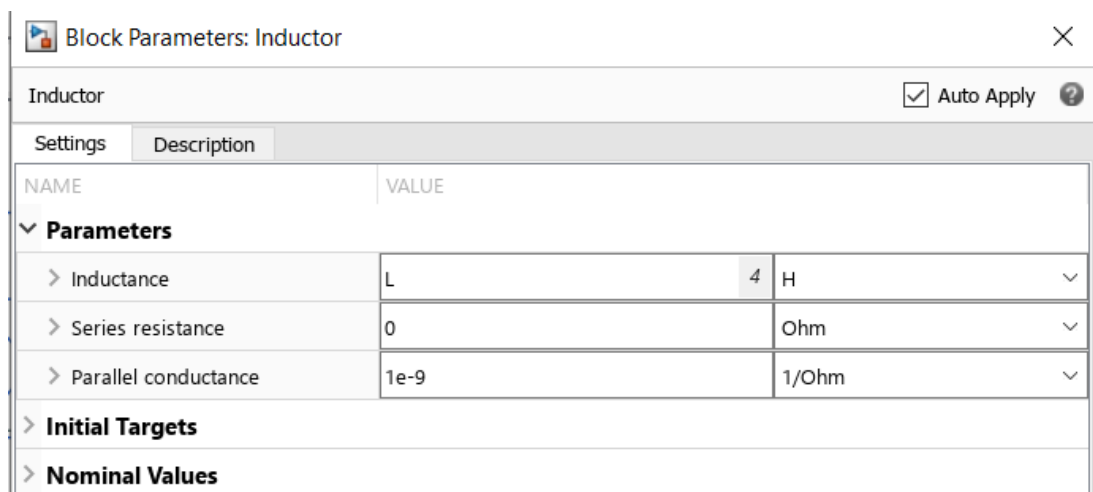 Block Parameters: Inductor
Inductor Auto Apply
Settings Description
NAME VALUE
Parameters
Inductance L 4 H
Series resistance 0 Ohm
Parallel conductance 1e-9 1/Ohm
Initial Targets
Nominal Values